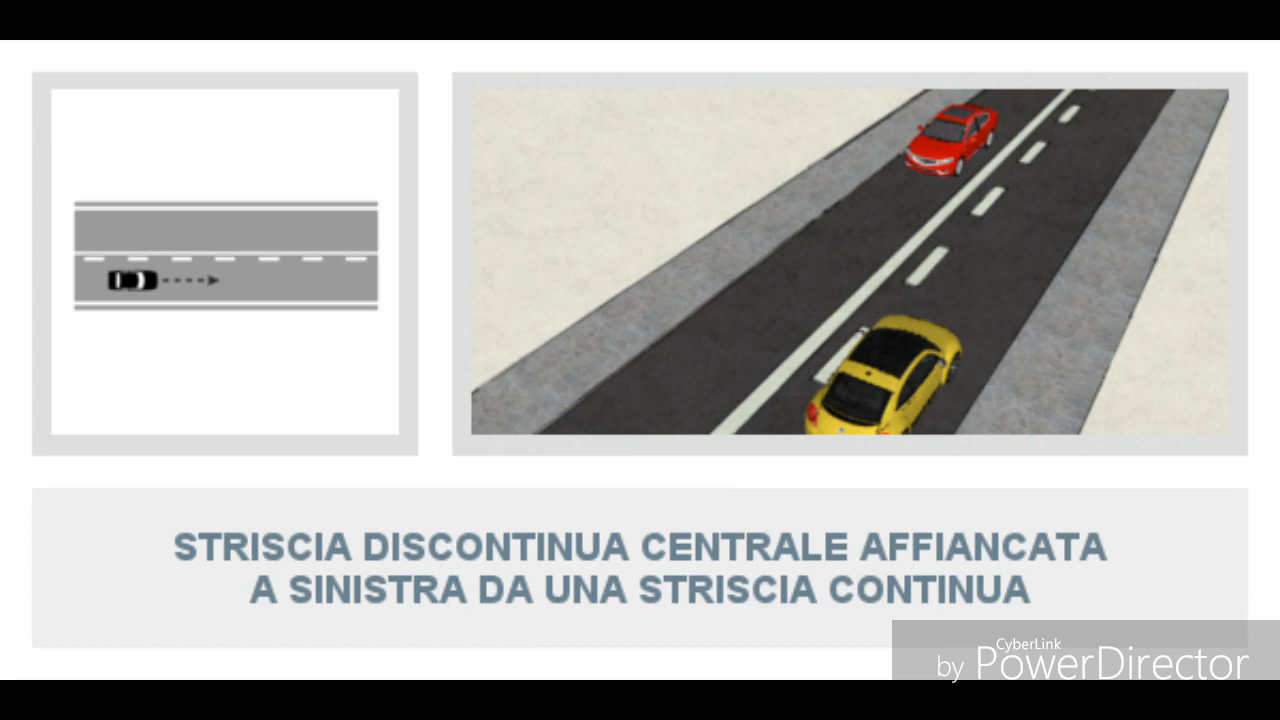 STRISCIA DISCONTINUA CENTRALE AFFIANCATA
A SINISTRA DA UNA STRISCIA CONTINUA
CyberLink
by PowerDirector